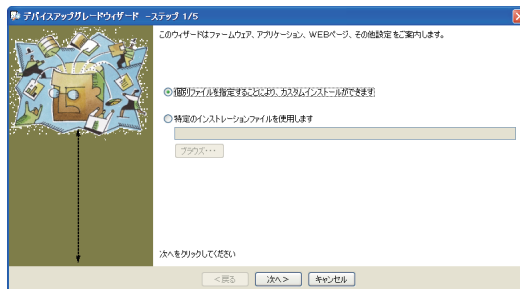 デバイスアップグレードウィザード －ステップ 1/5
このウィザードはファームウェア、アプリケーション、WEBページ、その他設定をご案内します。
個別ファイルを指定することにより、カスタムインストールができます
特定のインストレーションファイルを使用します
ブラウズ･･･
次へをクリックしてください
<戻る 次へ> キャンセル